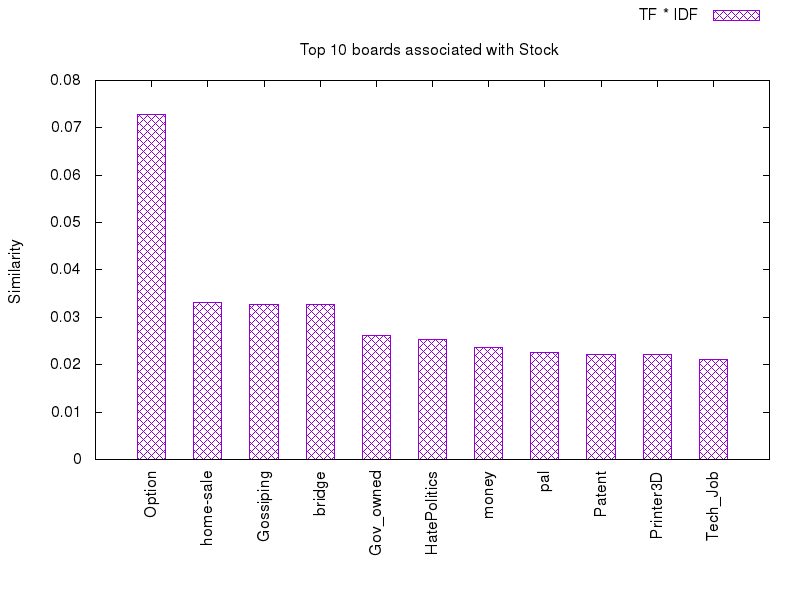 TF * IDF
Top 10 boards associated with Stock
0.08
0.07
0.06
0.05
0.04
0.03
0.02
0.01
0
Similarity
Option
home-sale
Gossiping
bridge
Gov_owned
HatePolitics
money
pal
Patent
Printer3D
Tech_Job